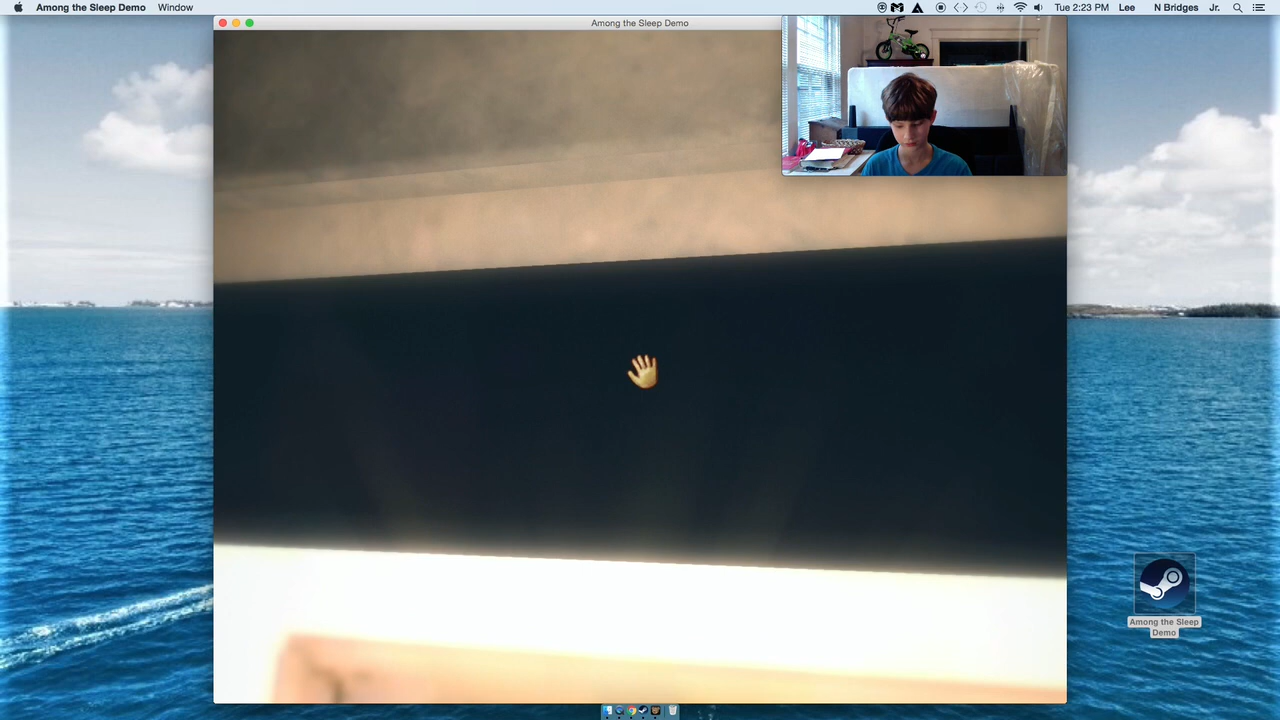 Among the Sleep Demo Window Tue 2:23 PM Lee N Bridges Jr.
Among the Sleep Demo
Among the Sleep
Demo